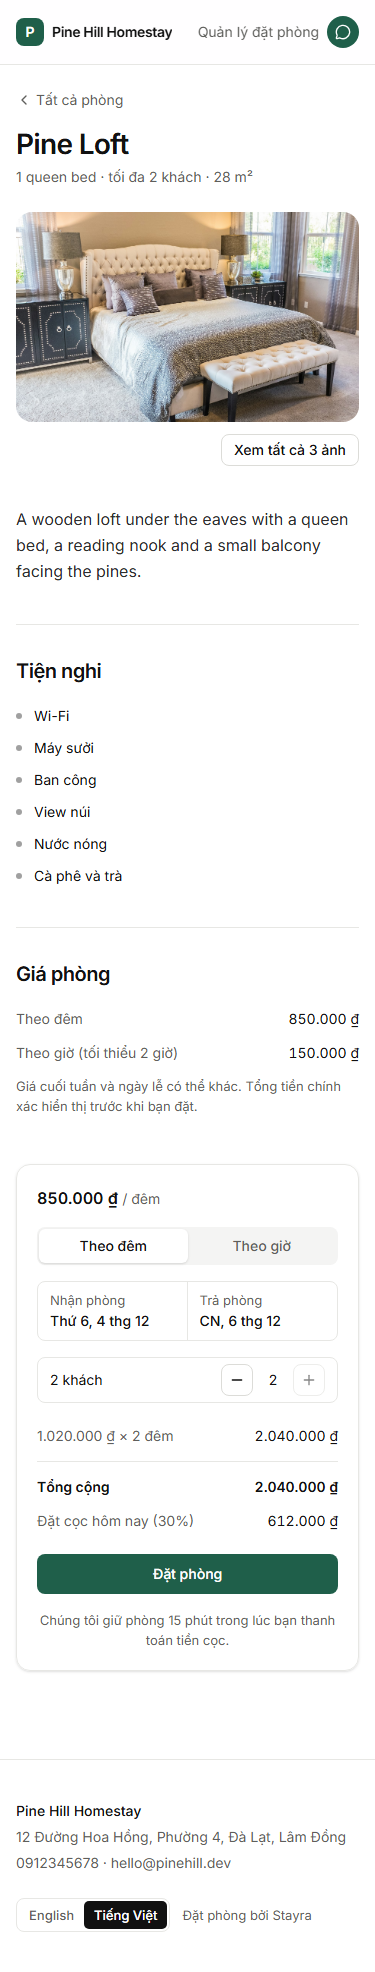 P Pine Hill Homestay Quản lý đặt phòng
Tất cả phòng
Pine Loft
1 queen bed · tối đa 2 khách · 28 m²
Xem tất cả 3 ảnh
A wooden loft under the eaves with a queen
bed, a reading nook and a small balcony
facing the pines.
Tiện nghi
Wi-Fi
Máy sưởi
Ban công
View núi
Nước nóng
Cà phê và trà
Giá phòng
Theo đêm 850.000 ₫
Theo giờ (tối thiểu 2 giờ) 150.000 ₫
Giá cuối tuần và ngày lễ có thể khác. Tổng tiền chính
xác hiển thị trước khi bạn đặt.
850.000 ₫ / đêm
Theo đêm Theo giờ
Nhận phòng Trả phòng
Thứ 6, 4 thg 12 CN, 6 thg 12
2 khách 2
1.020.000 ₫ × 2 đêm 2.040.000 ₫
Tổng cộng 2.040.000 ₫
Đặt cọc hôm nay (30%) 612.000 ₫
Đặt phòng
Chúng tôi giữ phòng 15 phút trong lúc bạn thanh
toán tiền cọc.
Pine Hill Homestay
12 Đường Hoa Hồng, Phường 4, Đà Lạt, Lâm Đồng
0912345678 · hello@pinehill.dev
English Tiếng Việt Đặt phòng bởi Stayra